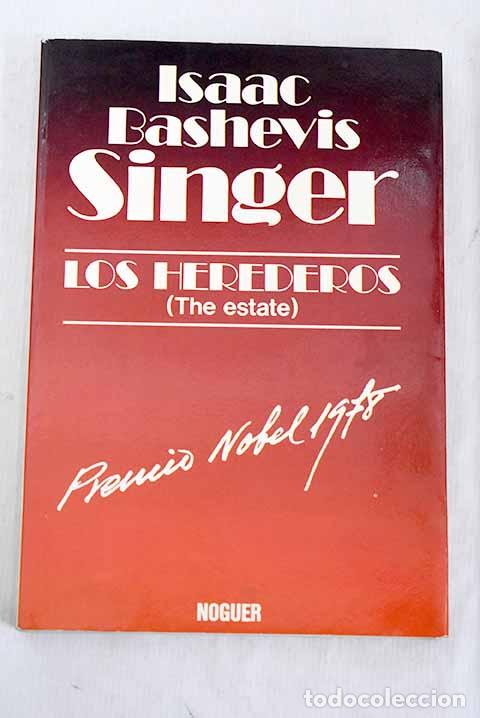 Isaac
Bashevis
Singer
LOS HEREDEROS
(The estate)
Premio Nobel 1978
NOGUER
todocoleccion